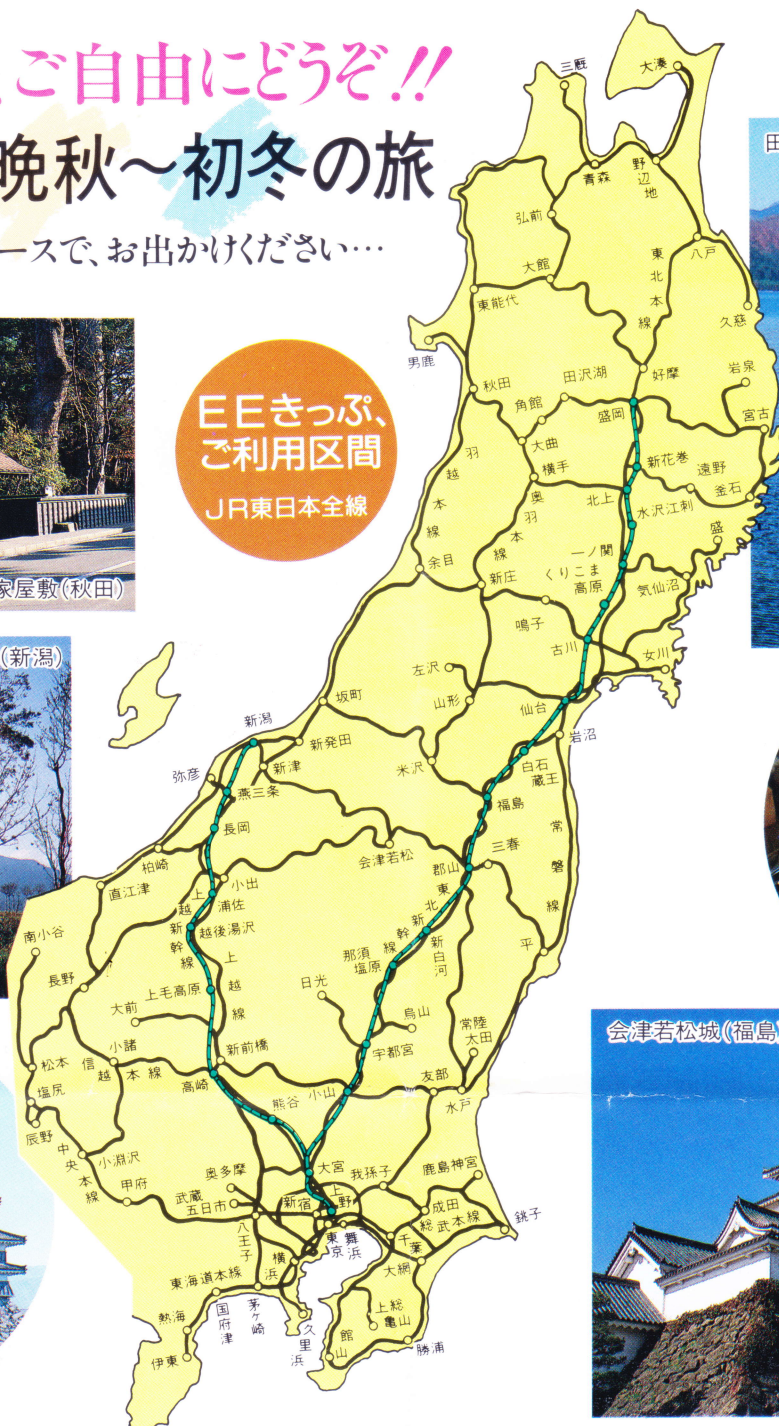 、ご自由にどうぞ!!
晩秋～初冬の旅
ースで、お出かけください…
EEきっぷ、
ご利用区間
JR東日本全線
家屋敷(秋田)
(新潟)
田
会津若松城(福島
三厩
大湊
青森
野辺地
弘前
大館
東北本線
八戸
東能代
久慈
男鹿
秋田
田沢湖
好摩
岩泉
角館
盛岡
宮古
大曲
新花巻
遠野
羽越本線
横手
釜石
北上
水沢江刺
奥羽本線
盛
一ノ関
余目
新庄
くりこま高原
気仙沼
鳴子
古川
女川
左沢
山形
仙台
坂町
岩沼
新潟
新発田
米沢
白石蔵王
弥彦
新津
燕三条
福島
長岡
常磐線
会津若松
三春
柏崎
郡山
直江津
小出
浦佐
上越新幹線
東北新幹線
越後湯沢
新白河
南小谷
那須塩原
平
長野
上越線
日光
上毛高原
大前
烏山
常陸太田
松本
小諸
信越本線
新前橋
宇都宮
友部
塩尻
高崎
熊谷
小山
水戸
辰野
中央本線
小淵沢
大宮
我孫子
鹿島神宮
甲府
奥多摩
武蔵五日市
新宿
上野
成田
総武本線
銚子
八王子
東京
舞浜
千葉
横浜
大網
東海道本線
熱海
国府津
茅ヶ崎
久里浜
上総亀山
館山
勝浦
伊東